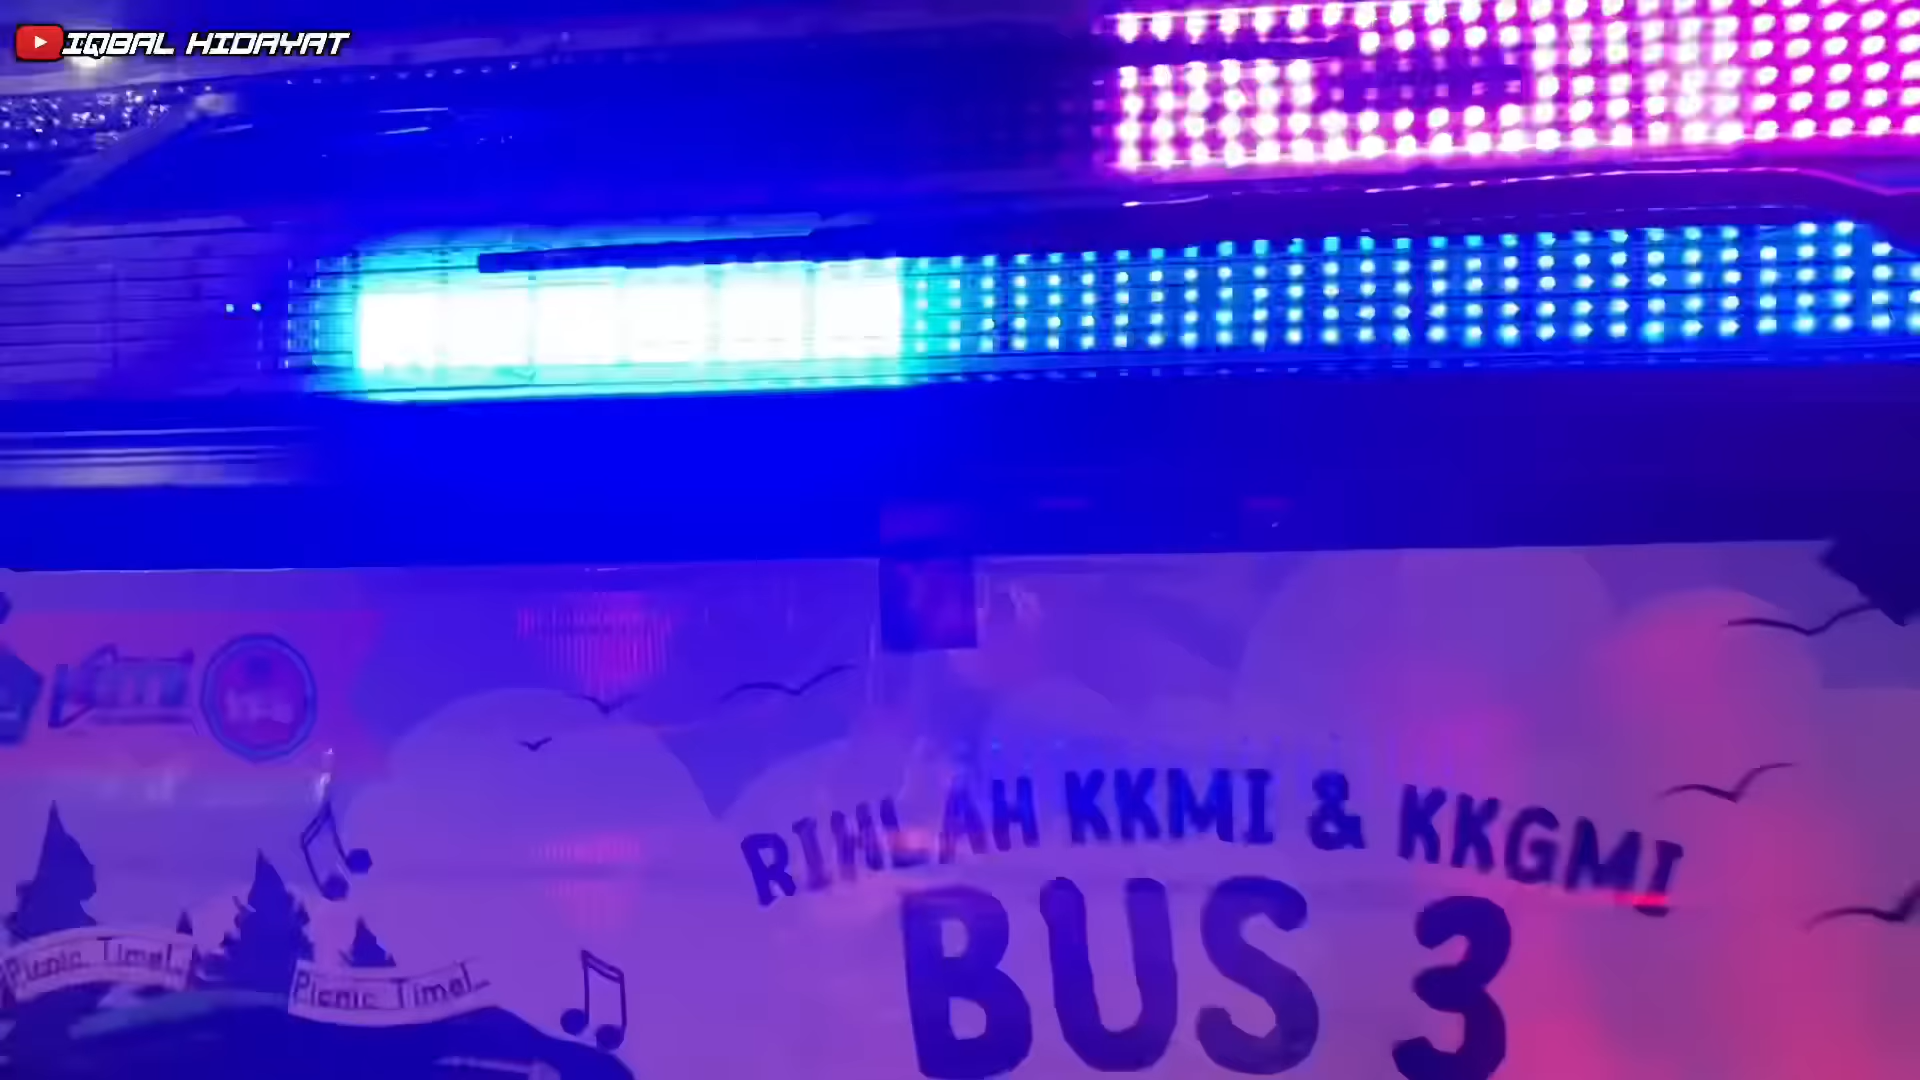 IQBAL HIDAYAT
RIHLAH KKMI & KKGMI
BUS 3
Picnic Time!..
Picnic Time!..